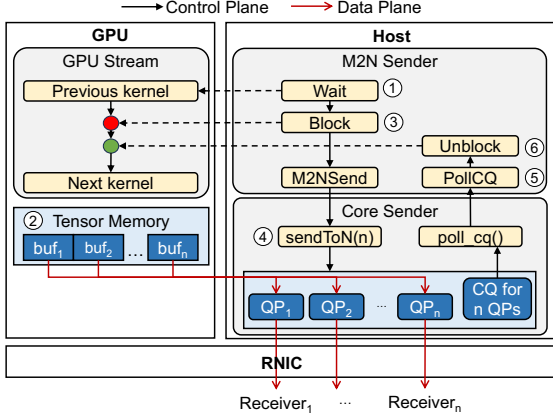 Control Plane
Data Plane
GPU
GPU Stream
Previous kernel
Next kernel
② Tensor Memory
buf₁ buf₂ ... bufₙ
Host
M2N Sender
Wait ①
Block ③
Unblock ⑥
M2NSend
PollCQ ⑤
Core Sender
④ sendToN(n)
poll_cq()
QP₁ QP₂ ... QPₙ
CQ for
n QPs
RNIC
Receiver₁ ... Receiverₙ